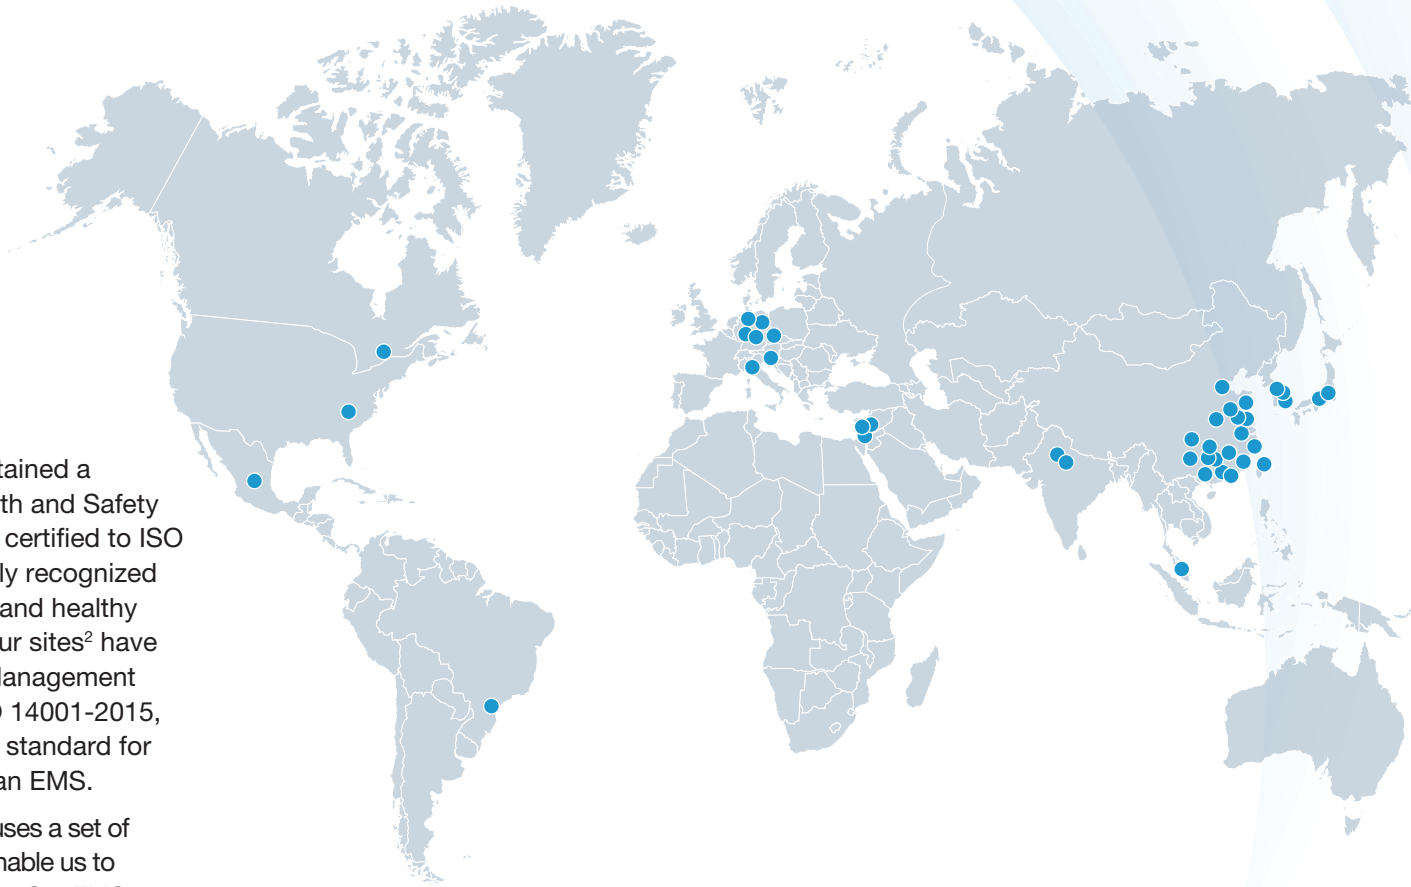 tained a
th and Safety
certified to ISO
ly recognized
and healthy
ur sites² have
Management
14001-2015,
standard for
an EMS.
uses a set of
nable us to